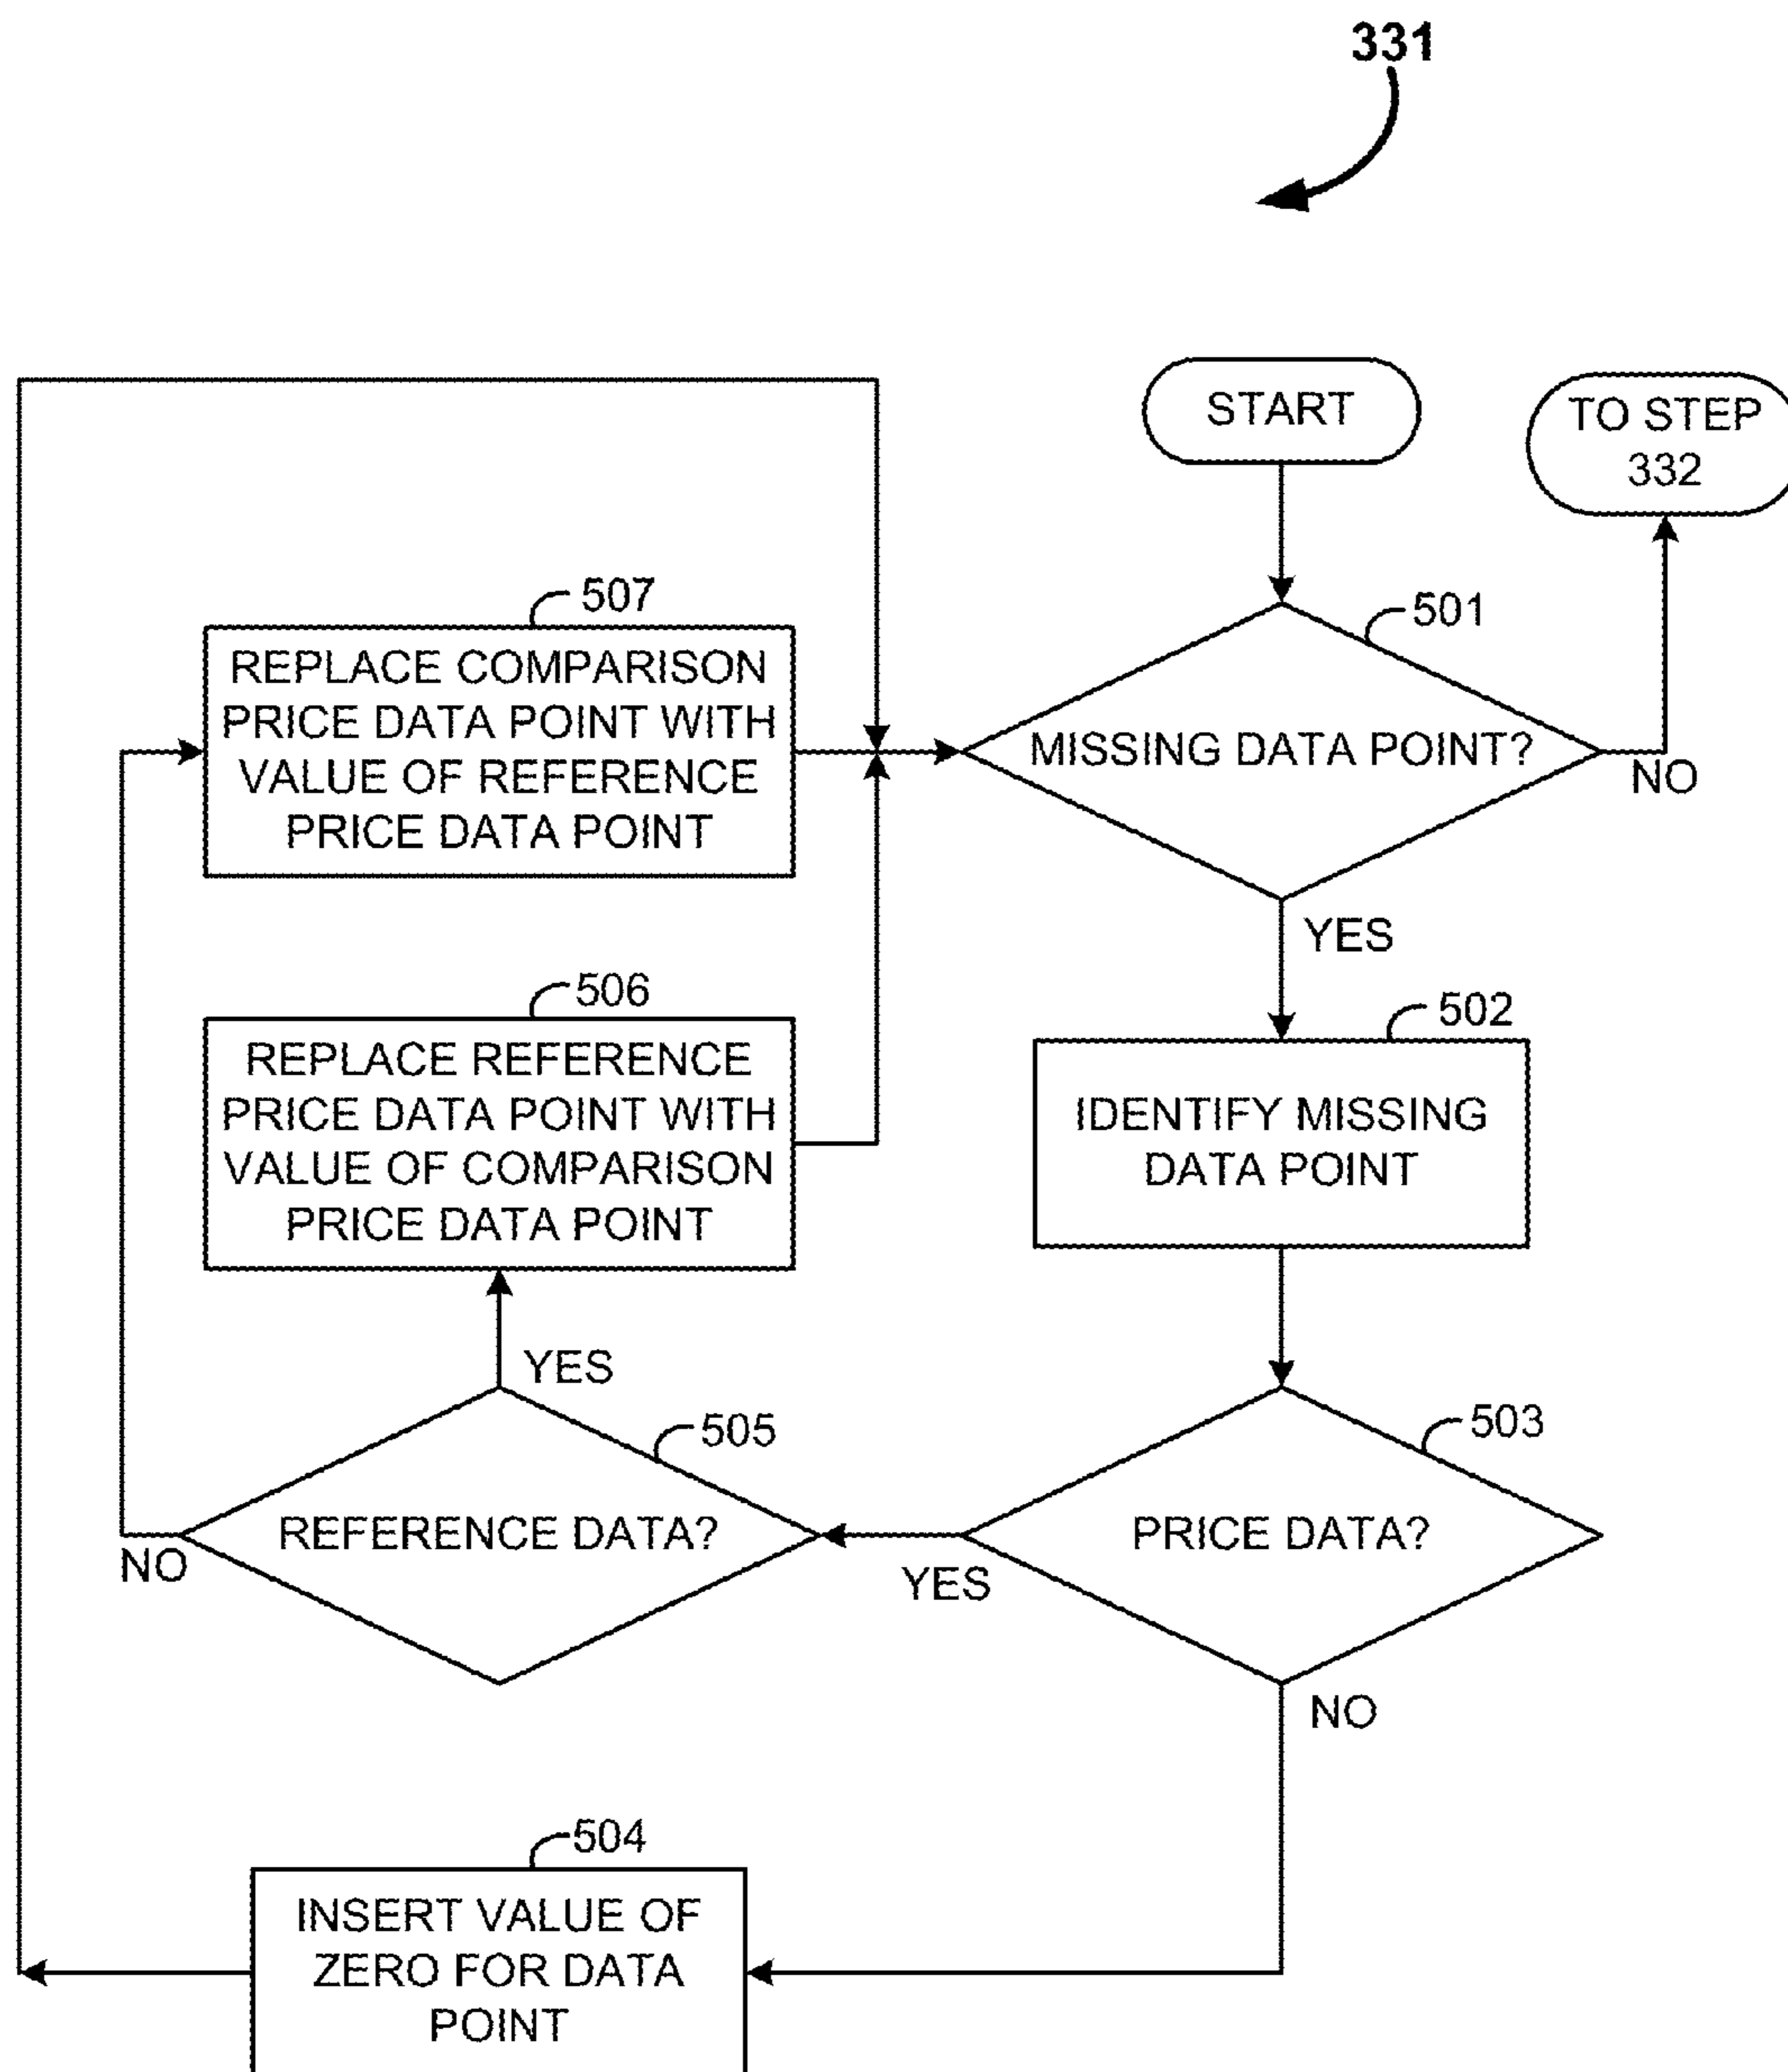 331
START
TO STEP
332
507
REPLACE COMPARISON
PRICE DATA POINT WITH
VALUE OF REFERENCE
PRICE DATA POINT
501
MISSING DATA POINT?
NO
YES
506
REPLACE REFERENCE
PRICE DATA POINT WITH
VALUE OF COMPARISON
PRICE DATA POINT
502
IDENTIFY MISSING
DATA POINT
YES
505
REFERENCE DATA?
NO
503
PRICE DATA?
YES
NO
504
INSERT VALUE OF
ZERO FOR DATA
POINT